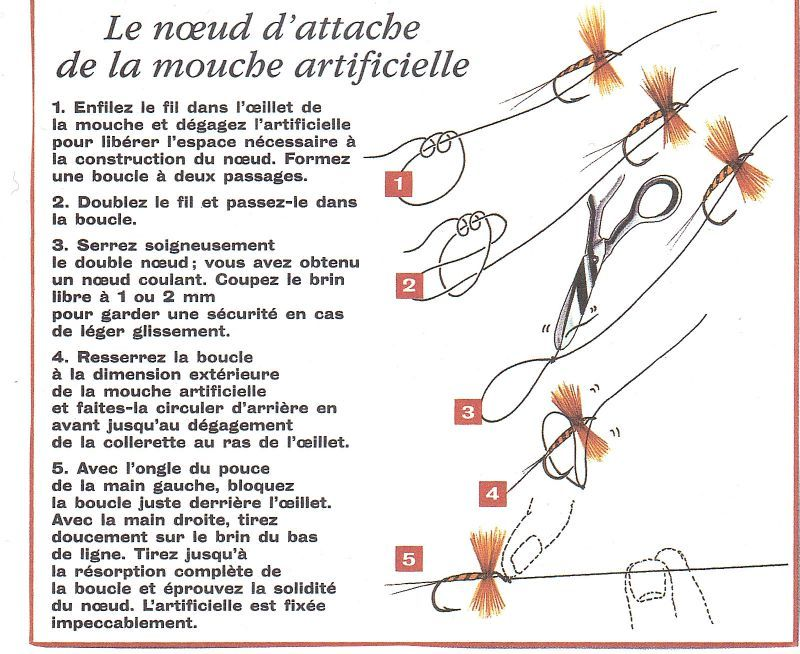 Le nœud d'attache
de la mouche artificielle
1. Enfilez le fil dans l'œillet de
la mouche et dégagez l'artificielle
pour libérer l'espace nécessaire à
la construction du nœud. Formez
une boucle à deux passages.
2. Doublez le fil et passez-le dans
la boucle.
3. Serrez soigneusement
le double nœud ; vous avez obtenu
un nœud coulant. Coupez le brin
libre à 1 ou 2 mm
pour garder une sécurité en cas
de léger glissement.
4. Resserrez la boucle
à la dimension extérieure
de la mouche artificielle
et faites-la circuler d'arrière en
avant jusqu'au dégagement
de la collerette au ras de l'œillet.
5. Avec l'ongle du pouce
de la main gauche, bloquez
la boucle juste derrière l'œillet.
Avec la main droite, tirez
doucement sur le brin du bas
de ligne. Tirez jusqu'à
la résorption complète de
la boucle et éprouvez la solidité
du nœud. L'artificielle est fixée
impeccablement.
1
2
3
4
5